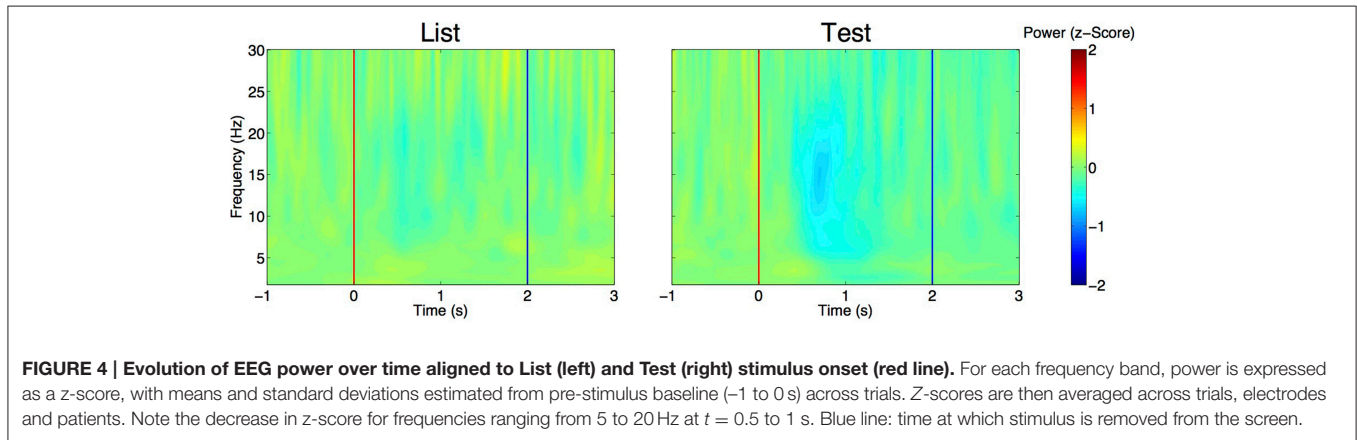 List
Test
Power (z-Score)
30
25
20
15
10
5
Frequency (Hz)
-1 0 1 2 3
Time (s)
-1 0 1 2 3
Time (s)
2
1
0
-1
-2
FIGURE 4 | Evolution of EEG power over time aligned to List (left) and Test (right) stimulus onset (red line). For each frequency band, power is expressed
as a z-score, with means and standard deviations estimated from pre-stimulus baseline (–1 to 0 s) across trials. Z-scores are then averaged across trials, electrodes
and patients. Note the decrease in z-score for frequencies ranging from 5 to 20 Hz at t = 0.5 to 1 s. Blue line: time at which stimulus is removed from the screen.